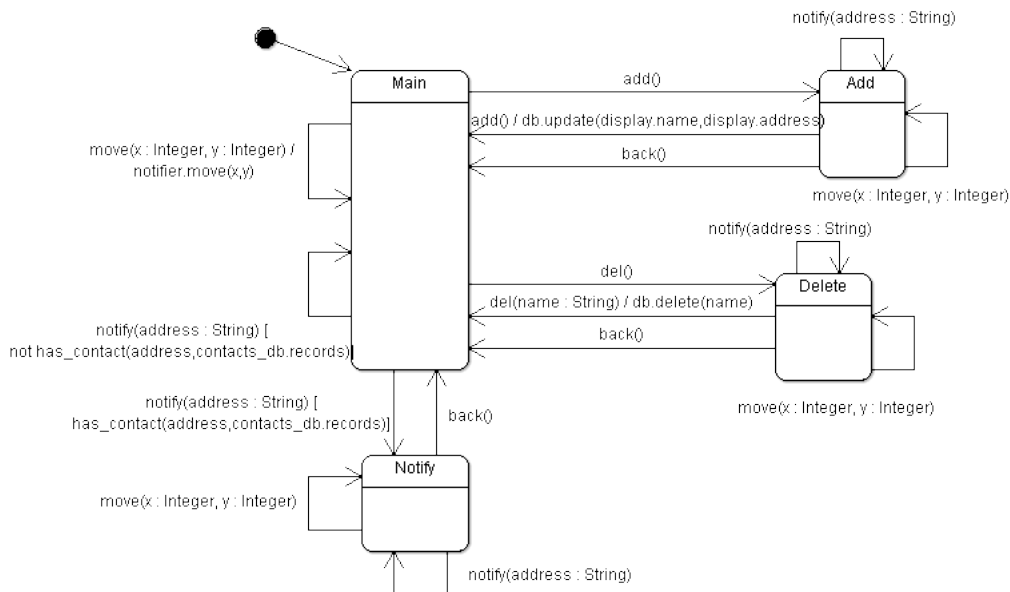 notify(address : String)
Main
add()
Add
add() / db.update(display.name,display.address)
move(x : Integer, y : Integer) /
notifier.move(x,y)
back()
move(x : Integer, y : Integer)
notify(address : String)
del()
Delete
del(name : String) / db.delete(name)
back()
notify(address : String) [
not has_contact(address,contacts_db.records)]
move(x : Integer, y : Integer)
notify(address : String) [
has_contact(address,contacts_db.records)]
back()
Notify
move(x : Integer, y : Integer)
notify(address : String)